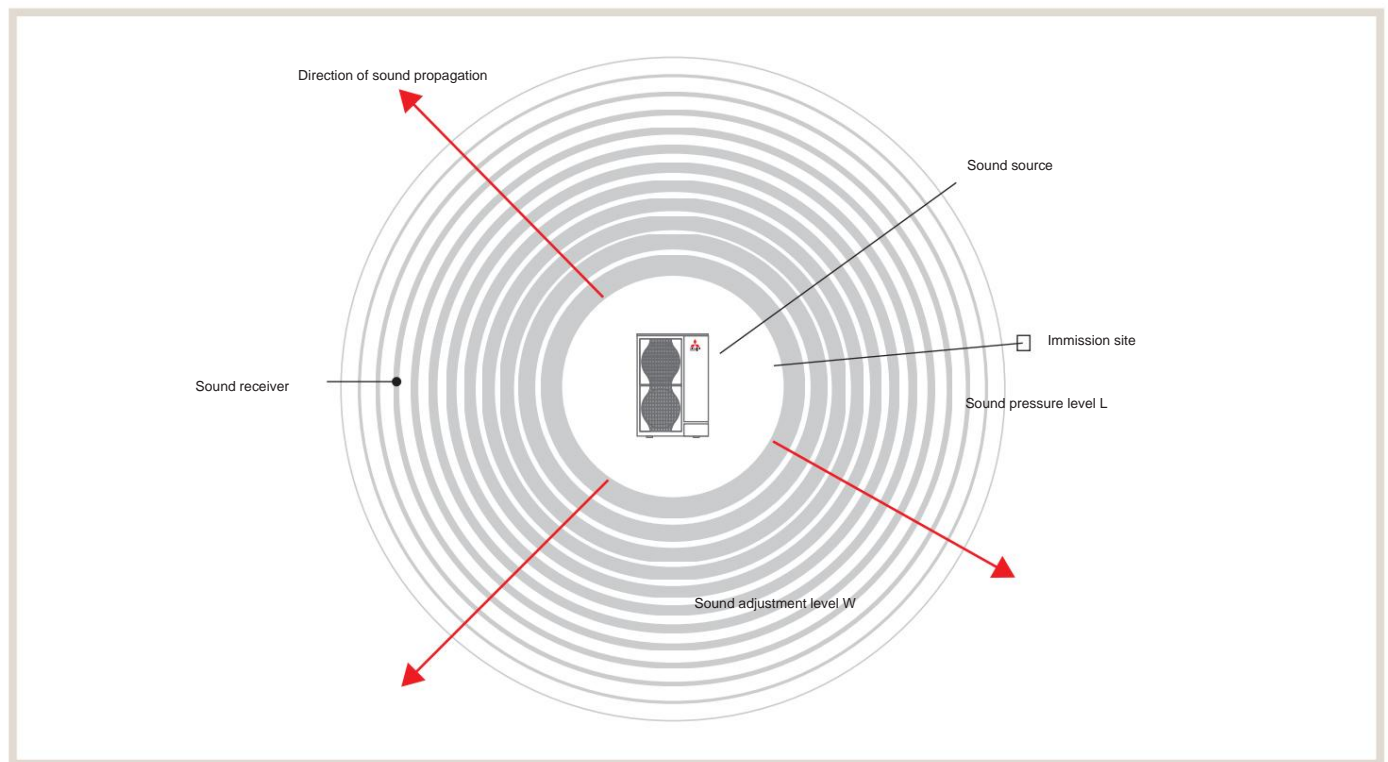 Direction of sound propagation
Sound source
Immission site
Sound receiver
Sound pressure level L
Sound adjustment level W